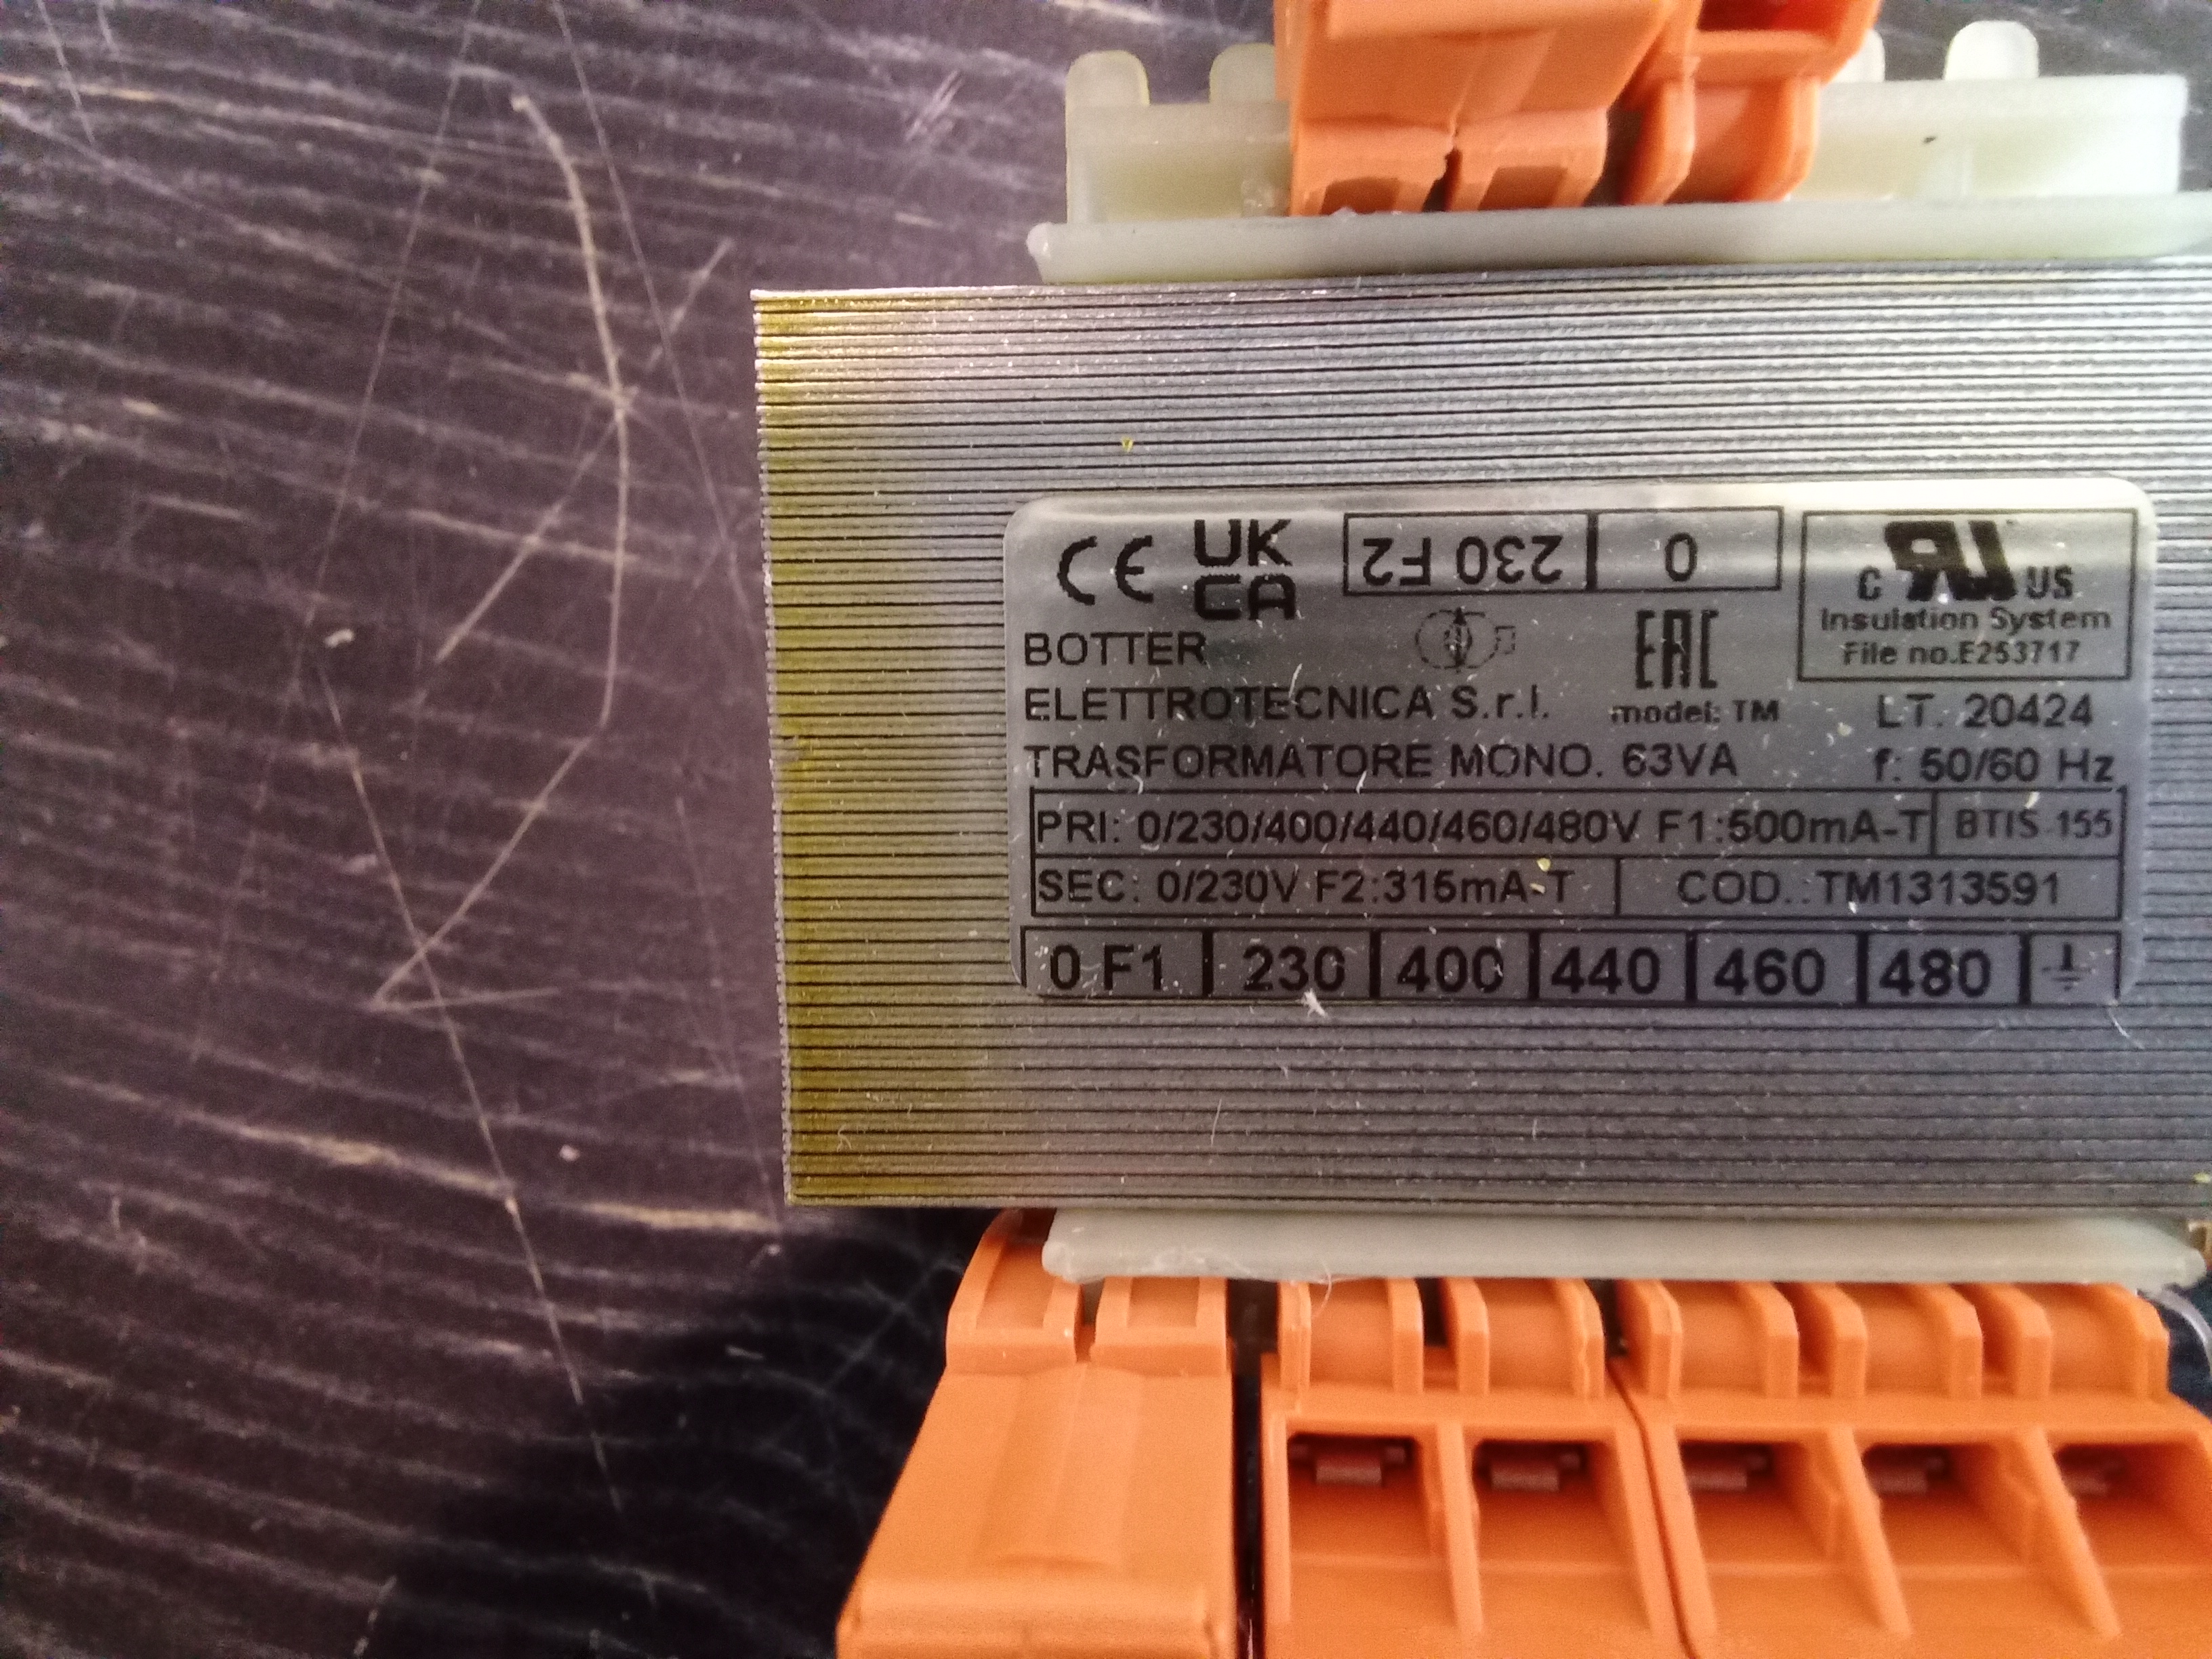 CE UK CA 230 F2 0
C RU US
Insulation System
File no.E253717
BOTTER
ELETTROTECNICA S.r.l.
EAC
model: TM
LT. 20424
TRASFORMATORE MONO. 63VA f: 50/60 Hz
PRI: 0/230/400/440/460/480V F1:500mA-T BTIS 155
SEC: 0/230V F2:315mA-T COD.:TM1313591
0 F1 230 400 440 460 480